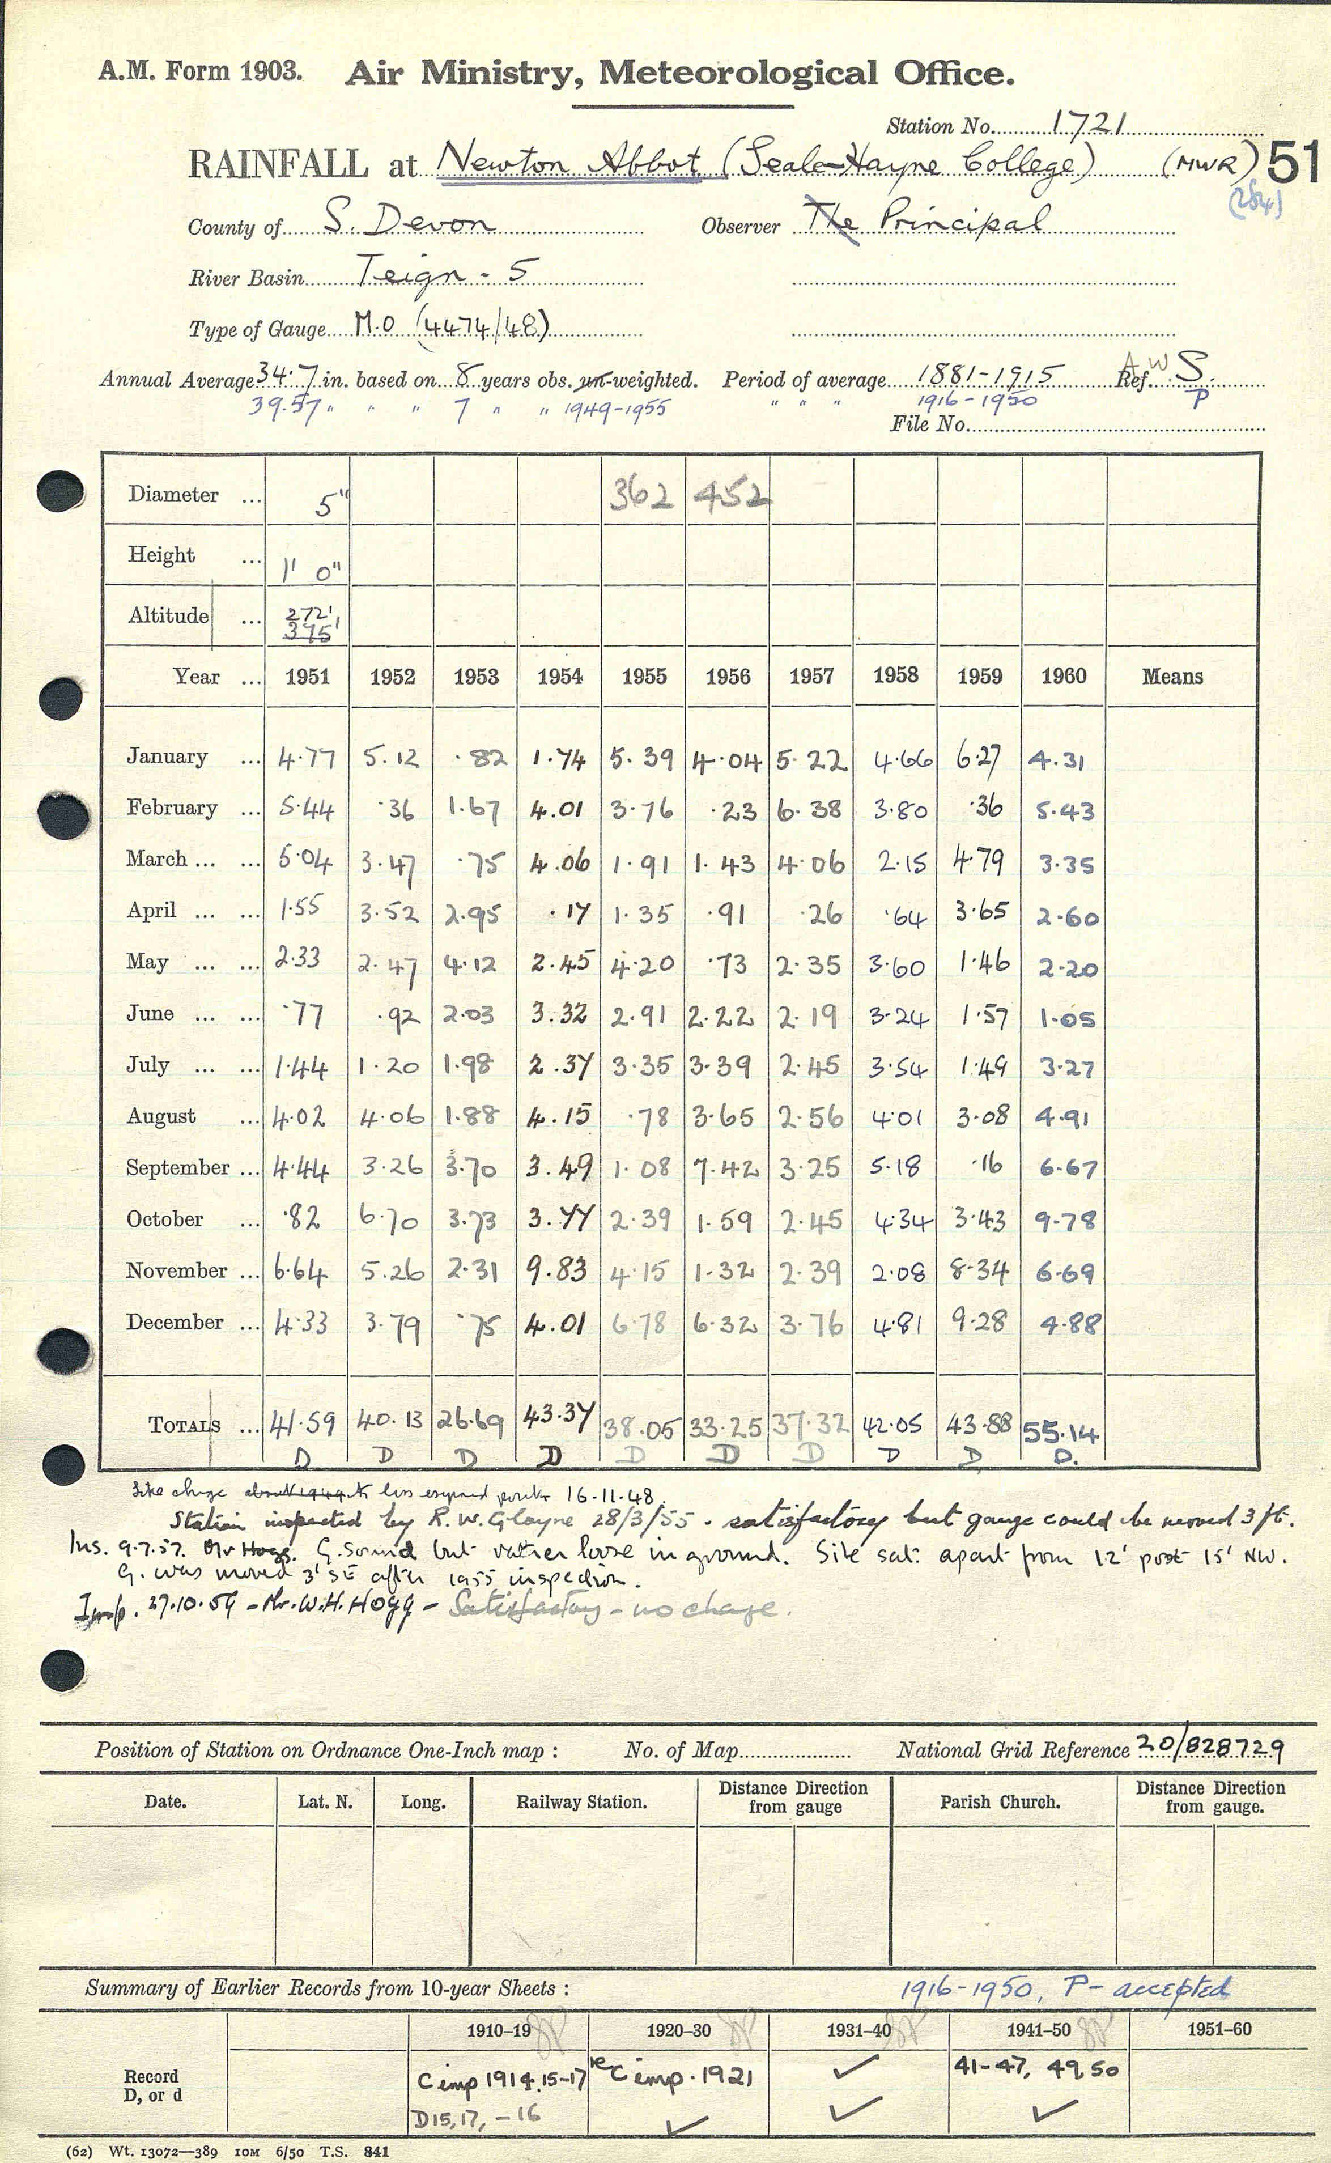 A.M. Form 1903. Air Ministry, Meteorological Office.
Station No. 1721
RAINFALL at Newton Abbot (Seale-Hayne College) (MWR) 51
(284)
County of S. Devon Observer The Principal
River Basin Teign - 5
Type of Gauge M.O (4474/48)
Annual Average 34.7 in. based on 8 years obs. un-weighted. Period of average 1881-1915 Ref. AW S.
39.57 " " " 7 " " 1949-1955 " " " 1916-1950 P
File No.
Diameter ... 5" 362 452
Height ... 1' 0"
Altitude ... 272'
375'
Year ... 1951 1952 1953 1954 1955 1956 1957 1958 1959 1960 Means
January ... 4.77 5.12 .82 1.74 5.39 4.04 5.22 4.66 6.27 4.31
February ... 5.44 .36 1.67 4.01 3.76 .23 6.38 3.80 .36 5.43
March ... ... 5.04 3.47 .75 4.06 1.91 1.43 4.06 2.15 4.79 3.35
April ... ... 1.55 3.52 2.95 .17 1.35 .91 .26 .64 3.65 2.60
May ... ... 2.33 2.47 4.12 2.45 4.20 .73 2.35 3.60 1.46 2.20
June ... ... .77 .92 2.03 3.32 2.91 2.22 2.19 3.24 1.57 1.05
July ... ... 1.44 1.20 1.98 2.37 3.35 3.39 2.45 3.54 1.49 3.27
August ... 4.02 4.06 1.88 4.15 .78 3.65 2.56 4.01 3.08 4.91
September ... 4.44 3.26 3.70 3.49 1.08 7.42 3.25 5.18 .16 6.67
October ... .82 6.70 3.73 3.77 2.39 1.59 2.45 4.34 3.43 9.78
November ... 6.64 5.26 2.31 9.83 4.15 1.32 2.39 2.08 8.34 6.69
December ... 4.33 3.79 .75 4.01 6.78 6.32 3.76 4.81 9.28 4.88
TOTALS ... 41.59 40.13 26.69 43.37 38.05 33.25 37.32 42.05 43.88 55.14
D D D D D D D D D D.
Site change about 1949 to less exposed position 16-11-48
Station inspected by R.W. Gloyne 28/3/55 - satisfactory but gauge could be moved 3 ft.
Ins. 9.7.57. Mr Hogg. G. sound but rather loose in ground. Site sat: apart from 12' post 15' NW.
G. was moved 3' SE after 1955 inspection.
Insp. 27.10.59 - Mr. W.H. Hogg - Satisfactory - no change.
Position of Station on Ordnance One-Inch map : No. of Map National Grid Reference 20/828729
Date. Lat. N. Long. Railway Station. Distance Direction from gauge Parish Church. Distance Direction from gauge.
Summary of Earlier Records from 10-year Sheets : 1916-1950, P - accepted
1910-19 1920-30 1931-40 1941-50 1951-60
Record C imp 1914, 15-17 C imp. 1921 ✓ 41-47, 49, 50
D, or d D15, 17, -16 ✓ ✓ ✓
(62) Wt. 13072—389 10M 6/50 T.S. 841